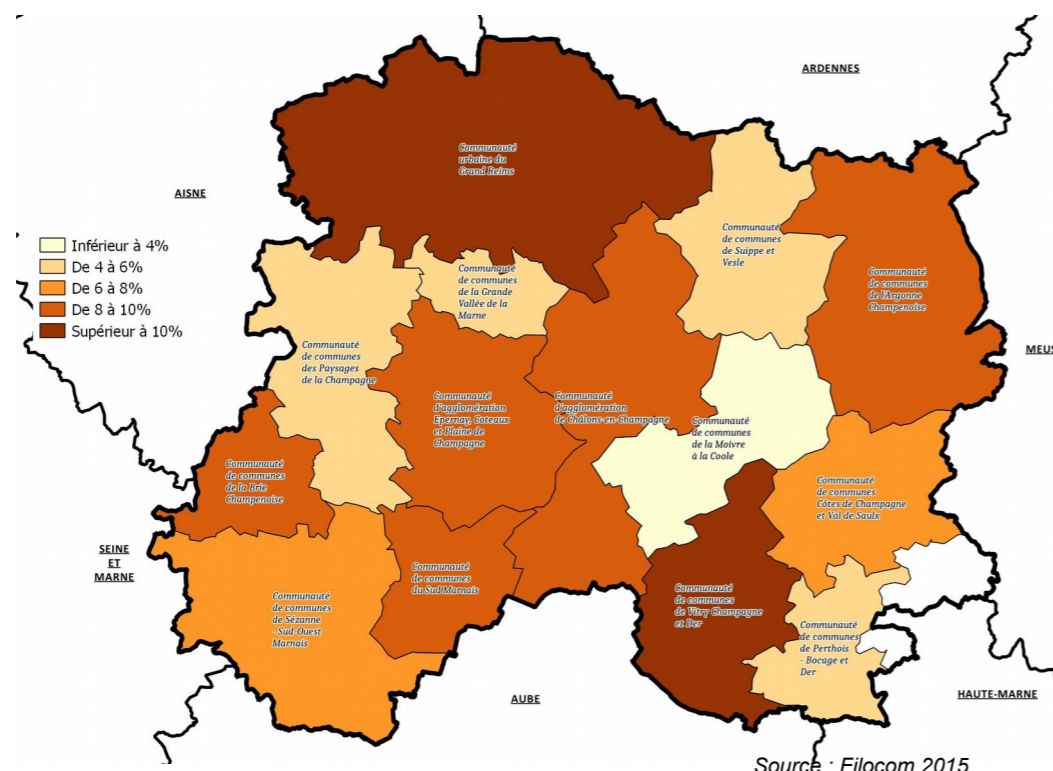 ARDENNES
Communauté
urbaine du
Grand Reims
AISNE
Communauté
de communes
de Suippe et
Vesle
Inférieur à 4%
De 4 à 6%
De 6 à 8%
De 8 à 10%
Supérieur à 10%
Communauté
de communes
de la Grande
Vallée de la
Marne
Communauté
de communes
de l'Argonne
Champenoise
Communauté
de communes
des Paysages
de la Champagne
MEUS
Communauté
d'agglomération
Epernay, Coteaux
et Plaine de
Champagne
Communauté
d'agglomération
de Châlons-en-Champagne
Communauté
de communes
de la Moivre
à la Coole
Communauté
de communes
de la Brie
Champenoise
Communauté
de communes
Côtes de Champagne
et Val de Saulx
SEINE
ET
MARNE
Communauté
de communes
du Sud Marnais
Communauté
de communes
de Sézanne
- Sud-Ouest
Marnais
Communauté
de communes
de Vitry Champagne
et Der
Communauté
de communes
de Perthois
- Bocage et
Der
AUBE
HAUTE-MARNE
Source : Filocom 2015